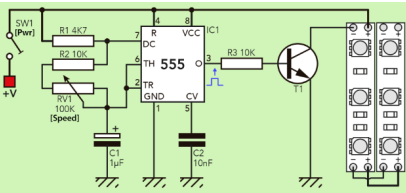 SW1
[Pwr]
+V
R1 4K7
R2 10K
RV1
100K
[Speed]
4
8
R
VCC
IC1
7
DC
6
TH
555
O
3
2
TR
GND
CV
1
5
R3 10K
T1
+
C1
1µF
C2
10nF
+
−
−
+
−
+
−
+